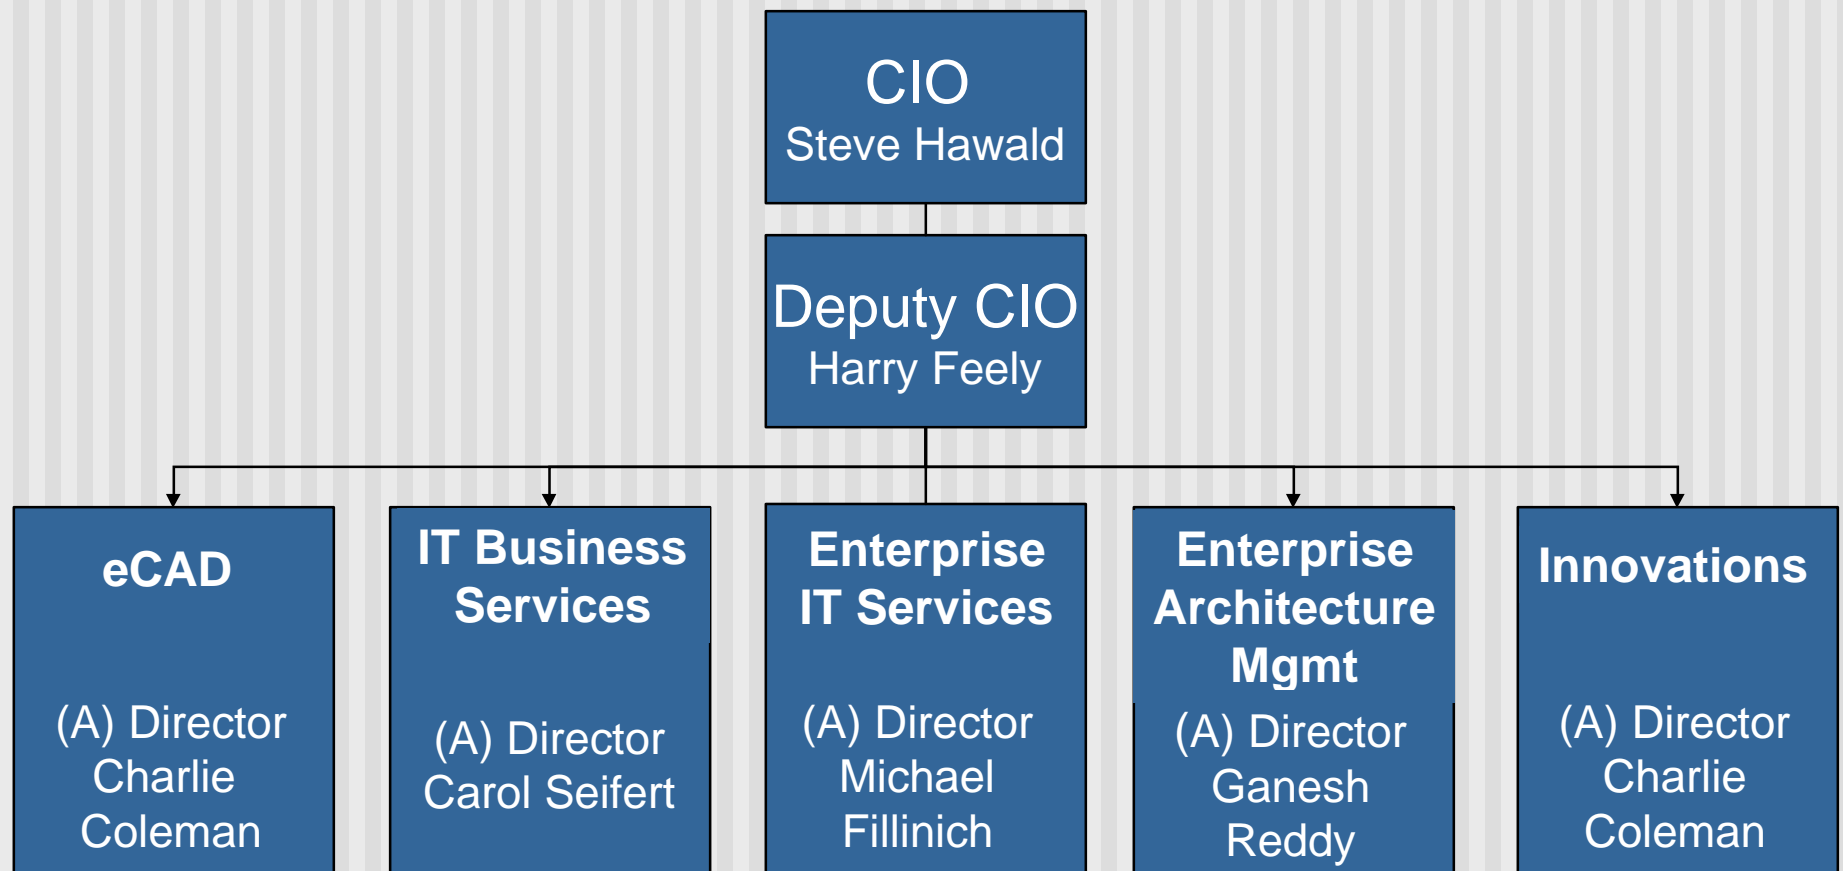 CIO
Steve Hawald
Deputy CIO
Harry Feely
eCAD
(A) Director
Charlie
Coleman
IT Business
Services
(A) Director
Carol Seifert
Enterprise
IT Services
(A) Director
Michael
Fillinich
Enterprise
Architecture
Mgmt
(A) Director
Ganesh
Reddy
Innovations
(A) Director
Charlie
Coleman